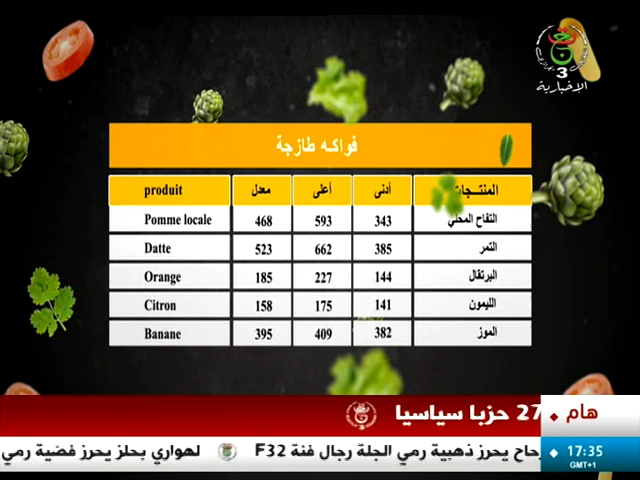 الإخبارية
فواكه طازجة
المنتجات أدنى أعلى معدل produit
التفاح المحلي 343 593 468 Pomme locale
التمر 385 662 523 Datte
البرتقال 144 227 185 Orange
الليمون 141 175 158 Citron
الموز 382 409 395 Banane
هام 27 حزبا سياسيا
17:35 يحرز ذهبية رمي الجلة رجال فئة F32 لهواري بحلز يحرز فضية رمي
GMT+1